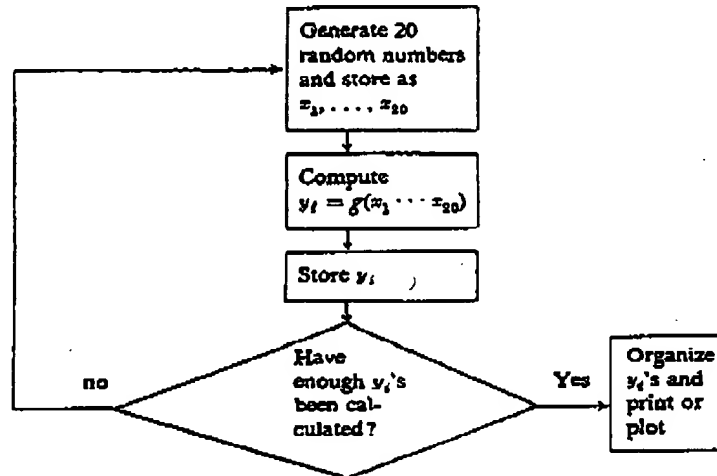 Generate 20
random numbers
and store as
x₁, . . . , x₂₀
Compute
yᵢ = g(x₁ ··· x₂₀)
Store yᵢ
Have
enough yᵢ's
been cal-
culated?
no
Yes
Organize
yᵢ's and
print or
plot